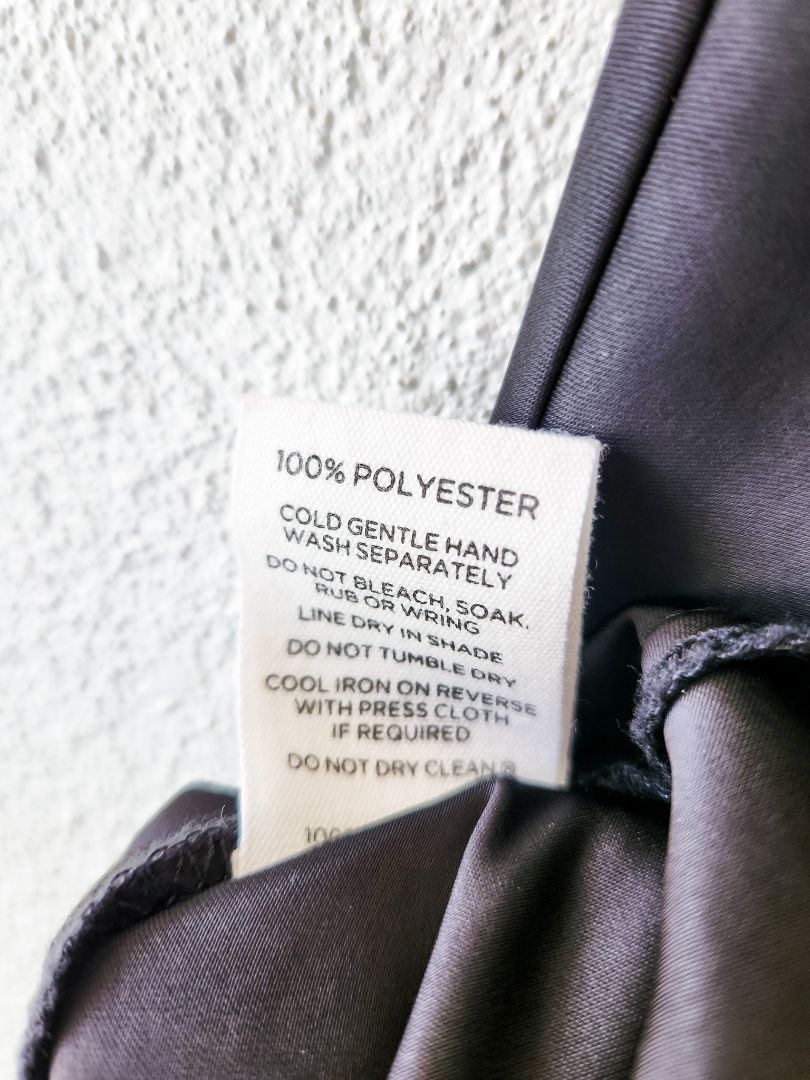 100% POLYESTER
COLD GENTLE HAND
WASH SEPARATELY
DO NOT BLEACH, SOAK,
RUB OR WRING
LINE DRY IN SHADE
DO NOT TUMBLE DRY
COOL IRON ON REVERSE
WITH PRESS CLOTH
IF REQUIRED
DO NOT DRY CLEAN